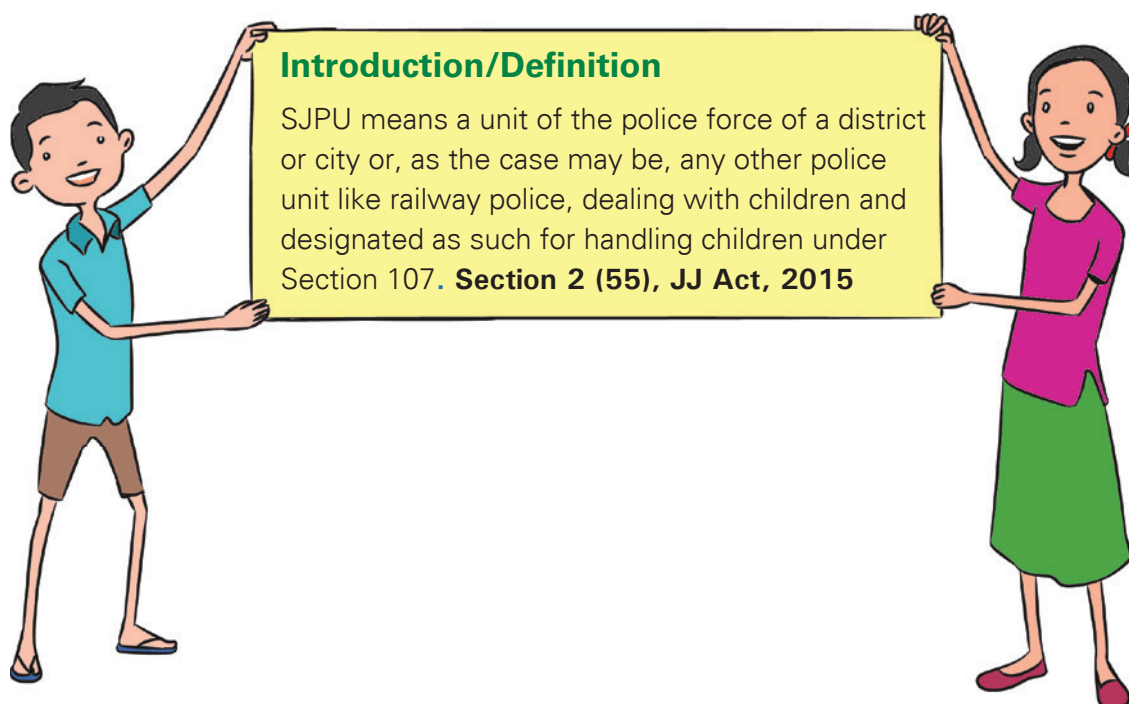 Introduction/Definition
SJPU means a unit of the police force of a district
or city or, as the case may be, any other police
unit like railway police, dealing with children and
designated as such for handling children under
Section 107. Section 2 (55), JJ Act, 2015